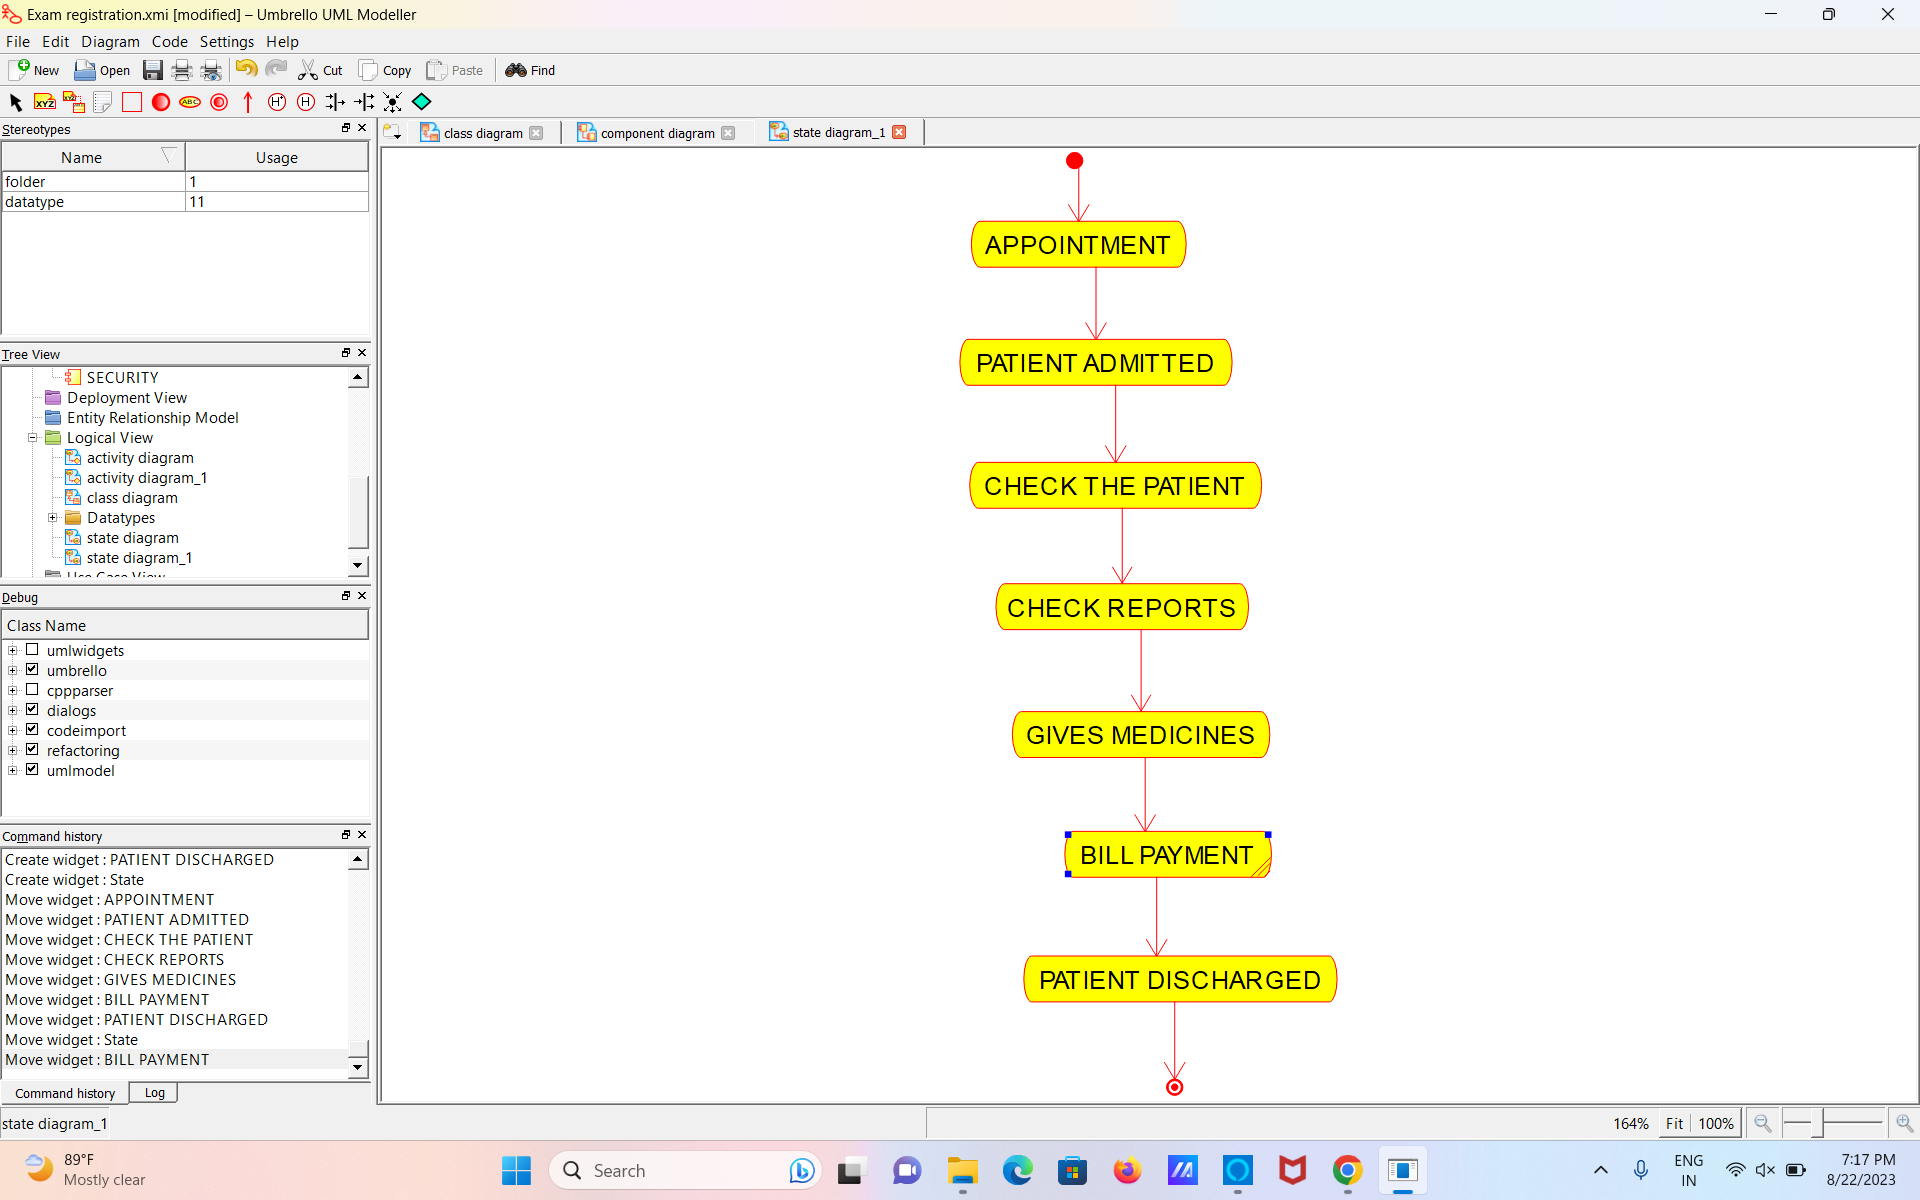 Exam registration.xmi [modified] – Umbrello UML Modeller
File Edit Diagram Code Settings Help
New Open Cut Copy Paste Find
XYZ XYZ ABC H* H
Stereotypes
class diagram component diagram state diagram_1
Name Usage
folder 1
datatype 11
Tree View
SECURITY
Deployment View
Entity Relationship Model
Logical View
activity diagram
activity diagram_1
class diagram
Datatypes
state diagram
state diagram_1
Use Case View
Debug
Class Name
umlwidgets
umbrello
cppparser
dialogs
codeimport
refactoring
umlmodel
Command history
Create widget : PATIENT DISCHARGED
Create widget : State
Move widget : APPOINTMENT
Move widget : PATIENT ADMITTED
Move widget : CHECK THE PATIENT
Move widget : CHECK REPORTS
Move widget : GIVES MEDICINES
Move widget : BILL PAYMENT
Move widget : PATIENT DISCHARGED
Move widget : State
Move widget : BILL PAYMENT
Command history Log
APPOINTMENT
PATIENT ADMITTED
CHECK THE PATIENT
CHECK REPORTS
GIVES MEDICINES
BILL PAYMENT
PATIENT DISCHARGED
state diagram_1 164% Fit 100%
89°F
Mostly clear
Search
ENG
IN
7:17 PM
8/22/2023